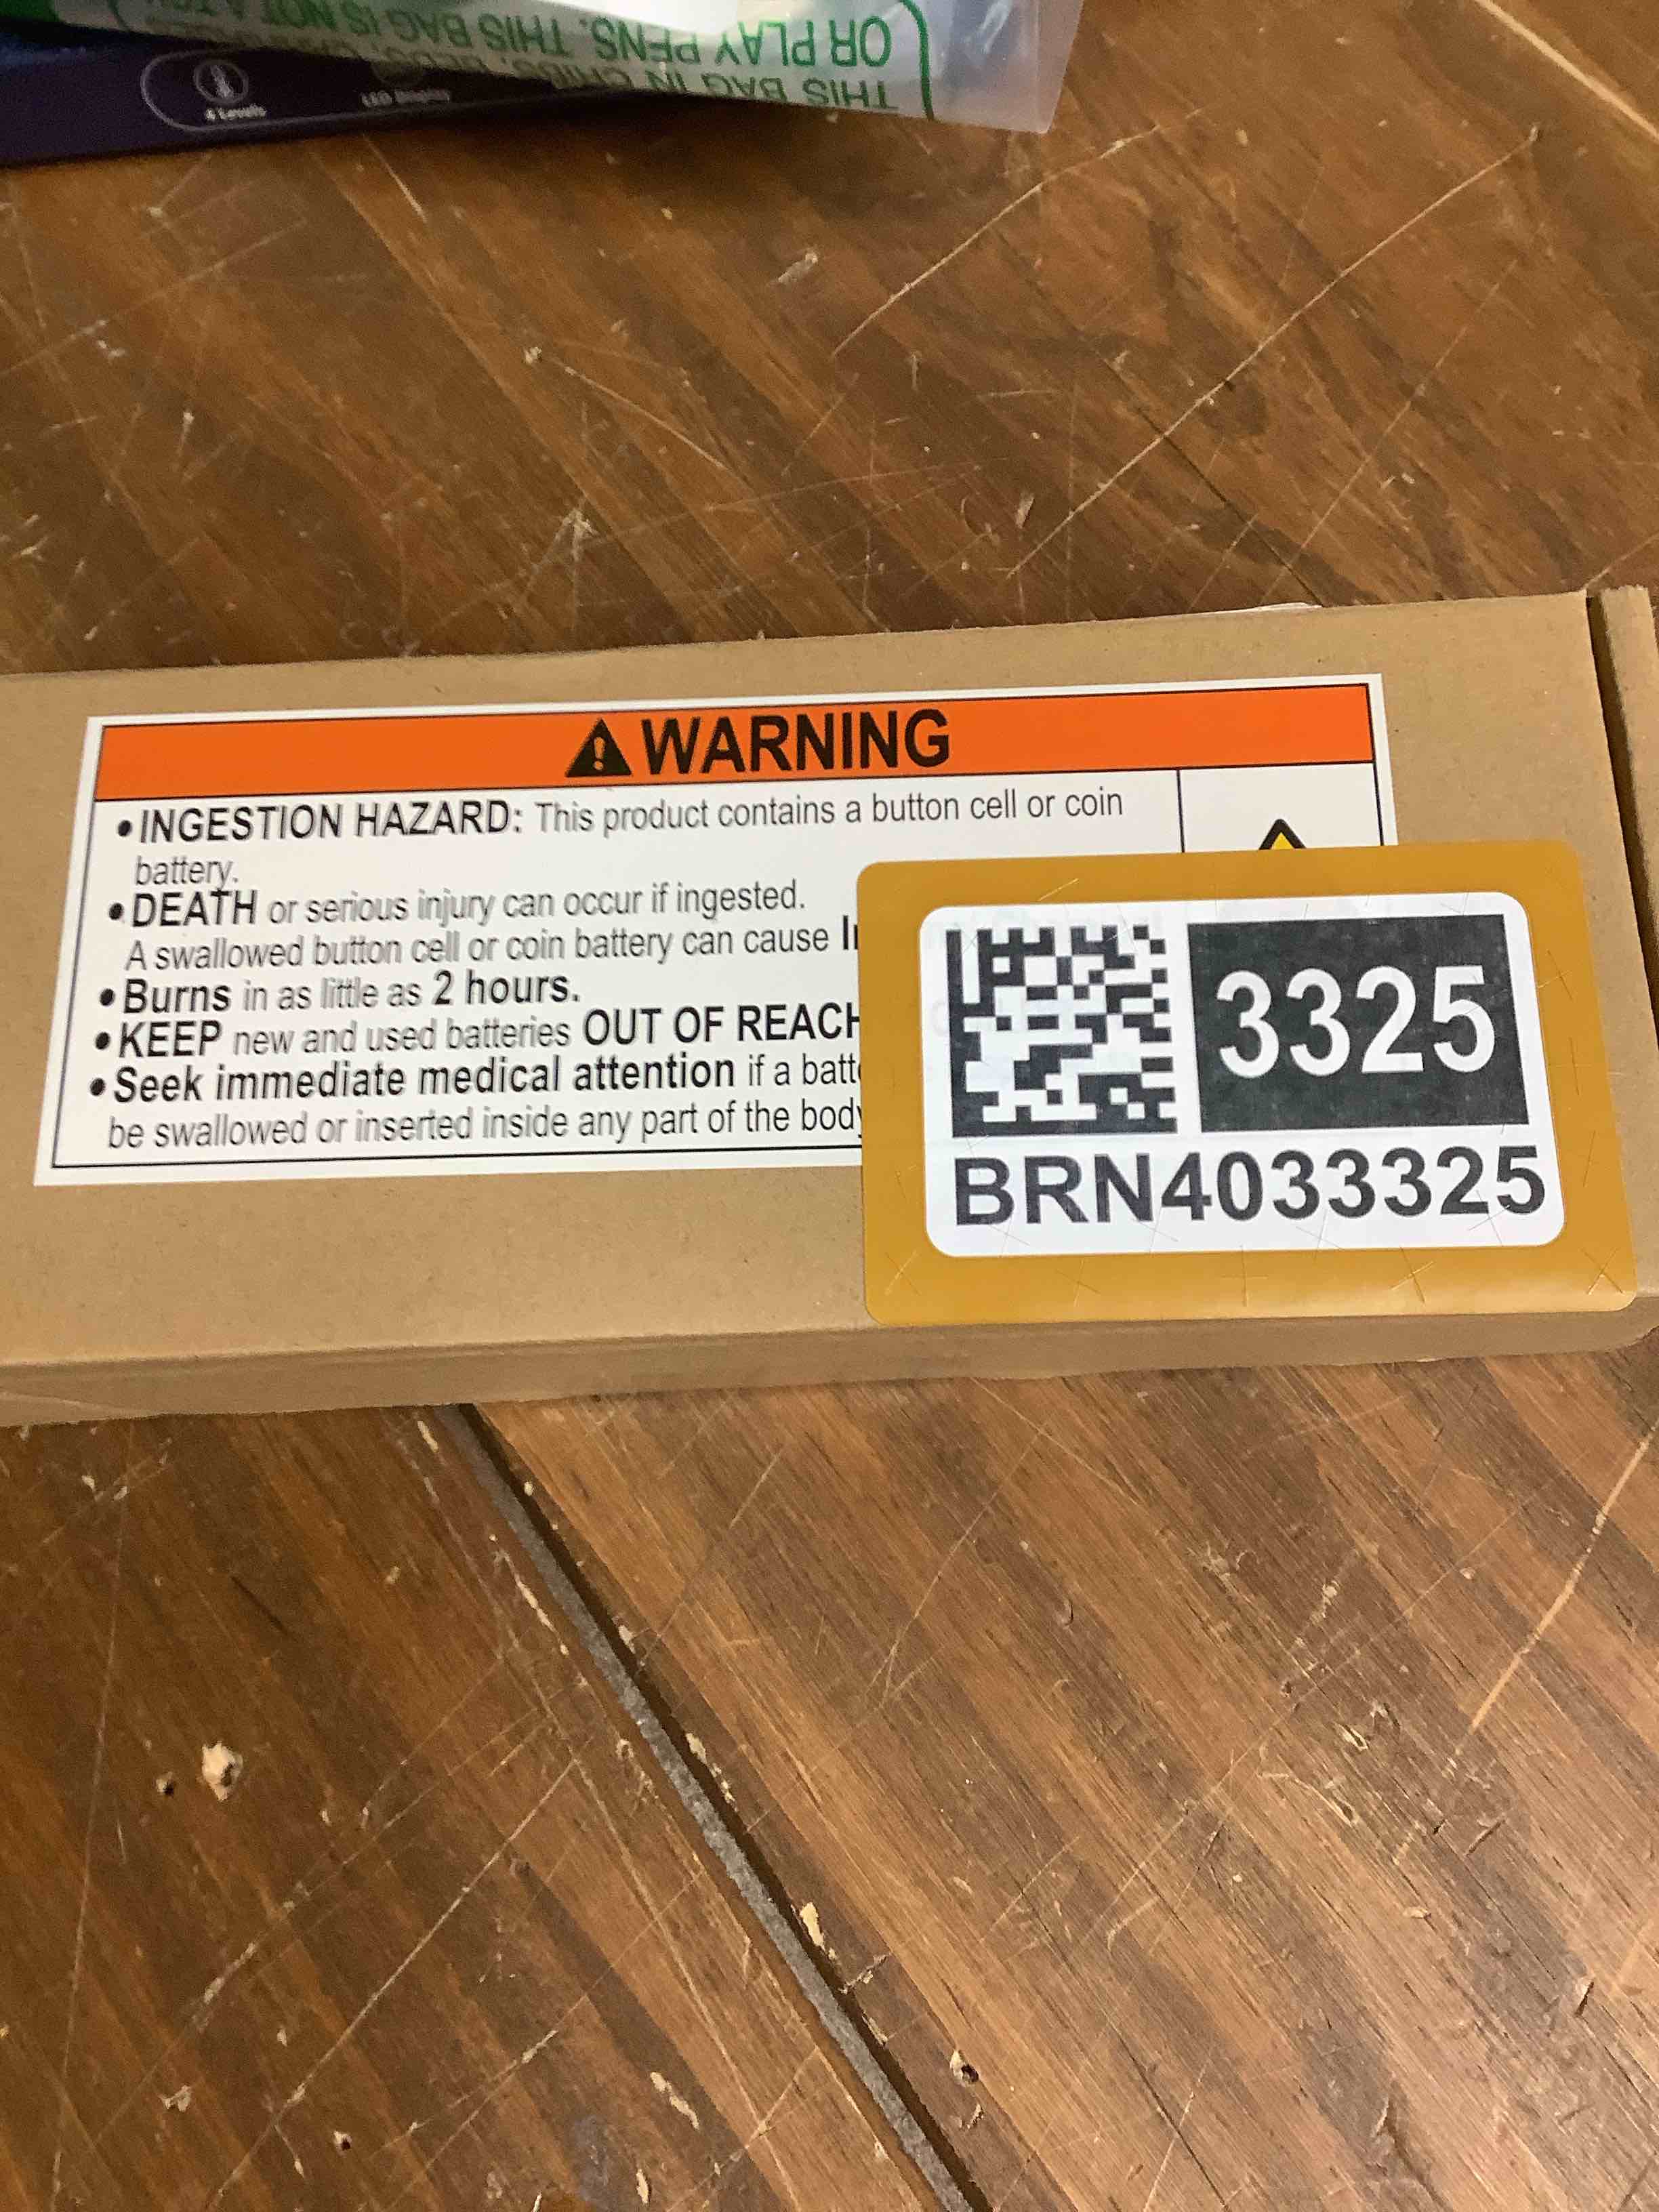 OR PLAY PENS. THIS BAG IS NOT A
THIS BAG IN CRIBS, BEDS,
4 Levels
LED Display
WARNING
• INGESTION HAZARD: This product contains a button cell or coin
battery.
• DEATH or serious injury can occur if ingested.
A swallowed button cell or coin battery can cause
• Burns in as little as 2 hours.
• KEEP new and used batteries OUT OF REACH
• Seek immediate medical attention if a
be swallowed or inserted inside any part of the body
3325
BRN4033325